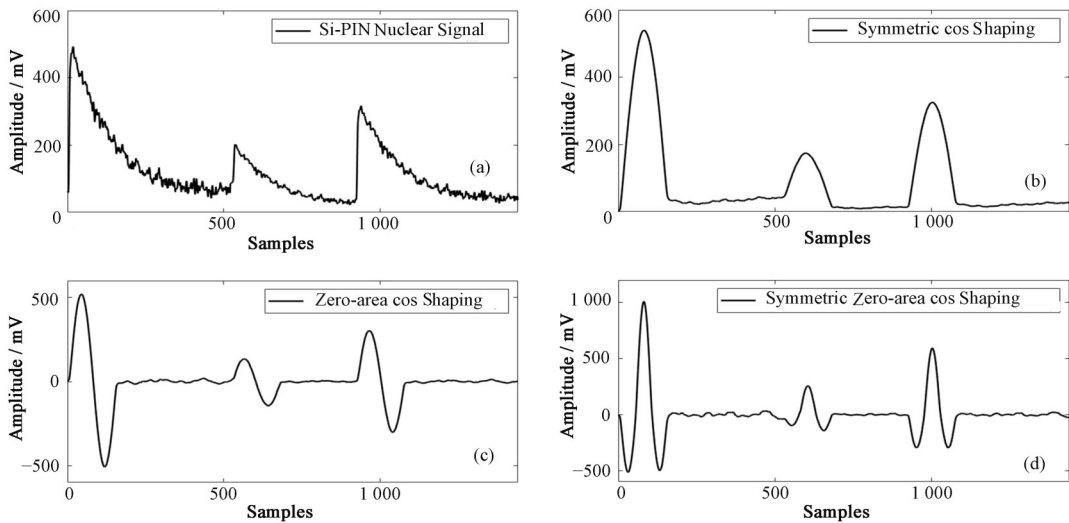 600
400
200
0
Amplitude / mV
Si-PIN Nuclear Signal
(a)
0
500
1 000
Samples
600
400
200
0
Amplitude / mV
Symmetric cos Shaping
(b)
500
1 000
Samples
500
0
−500
Amplitude / mV
Zero-area cos Shaping
(c)
0
500
1 000
Samples
1 000
500
0
−500
Amplitude / mV
Symmetric Zero-area cos Shaping
(d)
0
500
1 000
Samples